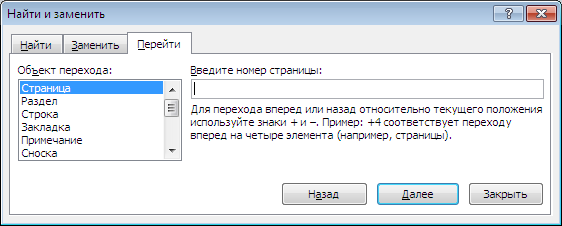 Найти и заменить
Найти Заменить Перейти
Объект перехода:
Страница
Раздел
Строка
Закладка
Примечание
Сноска
Введите номер страницы:
Для перехода вперед или назад относительно текущего положения
используйте знаки + и –. Пример: +4 соответствует переходу
вперед на четыре элемента (например, страницы).
Назад Далее Закрыть